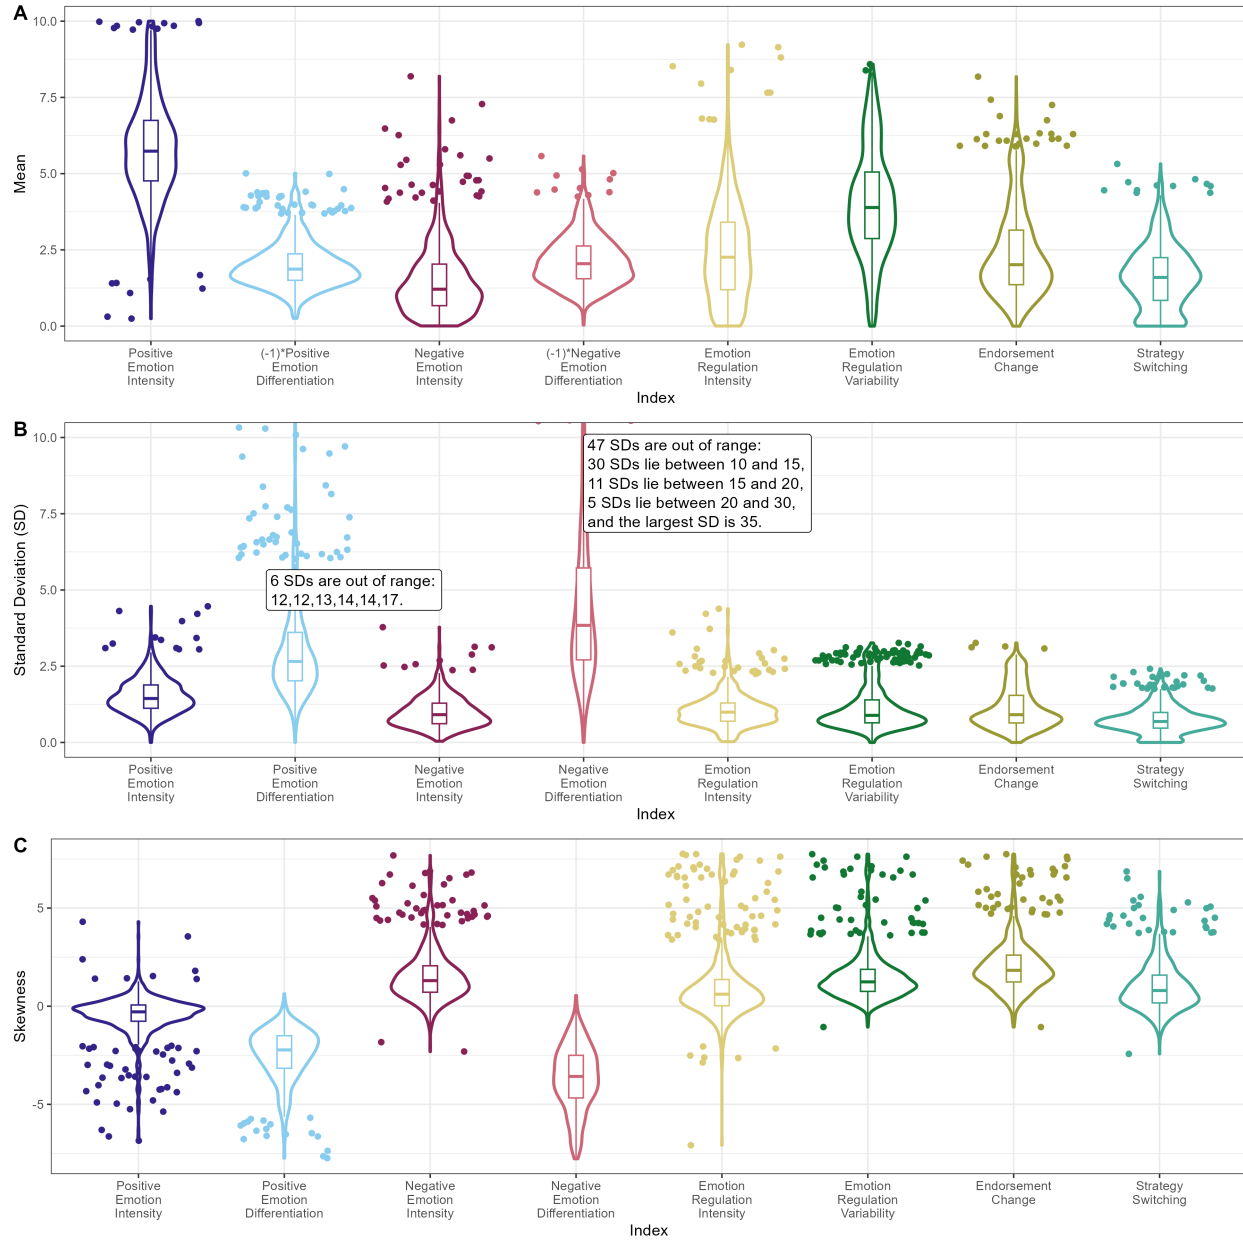 A
10.0
7.5
5.0
2.5
0.0
Mean
Positive
Emotion
Intensity
(-1)*Positive
Emotion
Differentiation
Negative
Emotion
Intensity
(-1)*Negative
Emotion
Differentiation
Emotion
Regulation
Intensity
Emotion
Regulation
Variability
Endorsement
Change
Strategy
Switching
Index
B
10.0
7.5
5.0
2.5
0.0
Standard Deviation (SD)
47 SDs are out of range:
30 SDs lie between 10 and 15,
11 SDs lie between 15 and 20,
5 SDs lie between 20 and 30,
and the largest SD is 35.
6 SDs are out of range:
12,12,13,14,14,17.
Positive
Emotion
Intensity
Positive
Emotion
Differentiation
Negative
Emotion
Intensity
Negative
Emotion
Differentiation
Emotion
Regulation
Intensity
Emotion
Regulation
Variability
Endorsement
Change
Strategy
Switching
Index
C
5
0
-5
Skewness
Positive
Emotion
Intensity
Positive
Emotion
Differentiation
Negative
Emotion
Intensity
Negative
Emotion
Differentiation
Emotion
Regulation
Intensity
Emotion
Regulation
Variability
Endorsement
Change
Strategy
Switching
Index